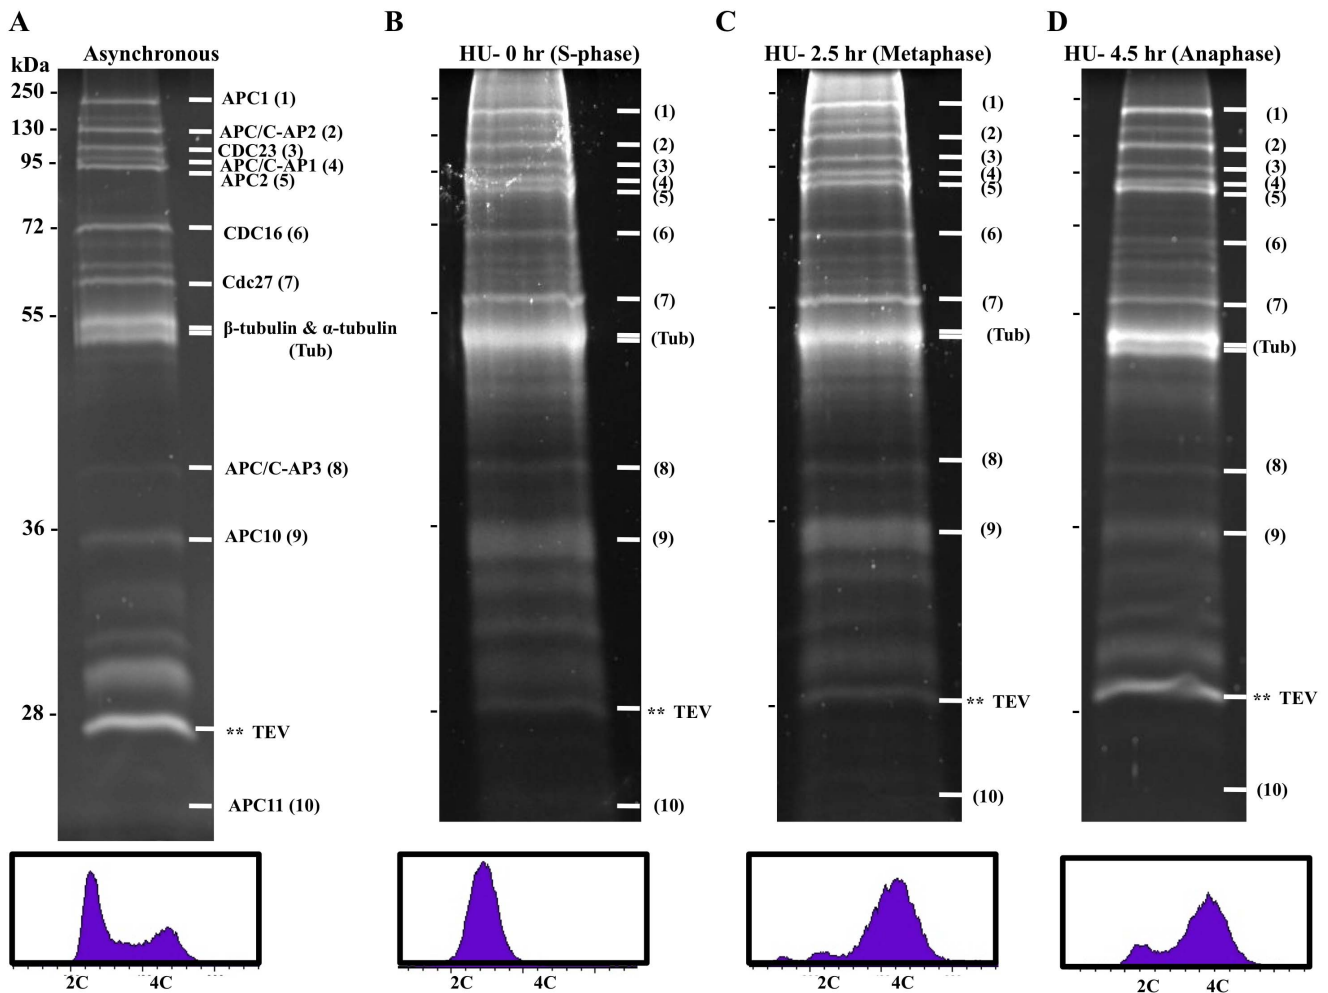 A
B
C
D
Asynchronous
HU- 0 hr (S-phase)
HU- 2.5 hr (Metaphase)
HU- 4.5 hr (Anaphase)
kDa
250
130
95
72
55
36
28
APC1 (1)
APC/C-AP2 (2)
CDC23 (3)
APC/C-AP1 (4)
APC2 (5)
CDC16 (6)
Cdc27 (7)
β-tubulin & α-tubulin
(Tub)
APC/C-AP3 (8)
APC10 (9)
** TEV
APC11 (10)
(1)
(2)
(3)
(4)
(5)
(6)
(7)
(Tub)
(8)
(9)
** TEV
(10)
(1)
(2)
(3)
(4)
(5)
(6)
(7)
(Tub)
(8)
(9)
** TEV
(10)
(1)
(2)
(3)
(4)
(5)
(6)
(7)
(Tub)
(8)
(9)
** TEV
(10)
2C 4C
2C 4C
2C 4C
2C 4C